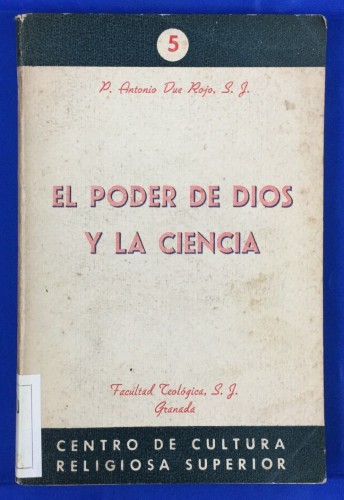 5
P. Antonio Due Rojo, S. J.
EL PODER DE DIOS
Y LA CIENCIA
Facultad Teológica, S. J.
Granada
CENTRO DE CULTURA
RELIGIOSA SUPERIOR